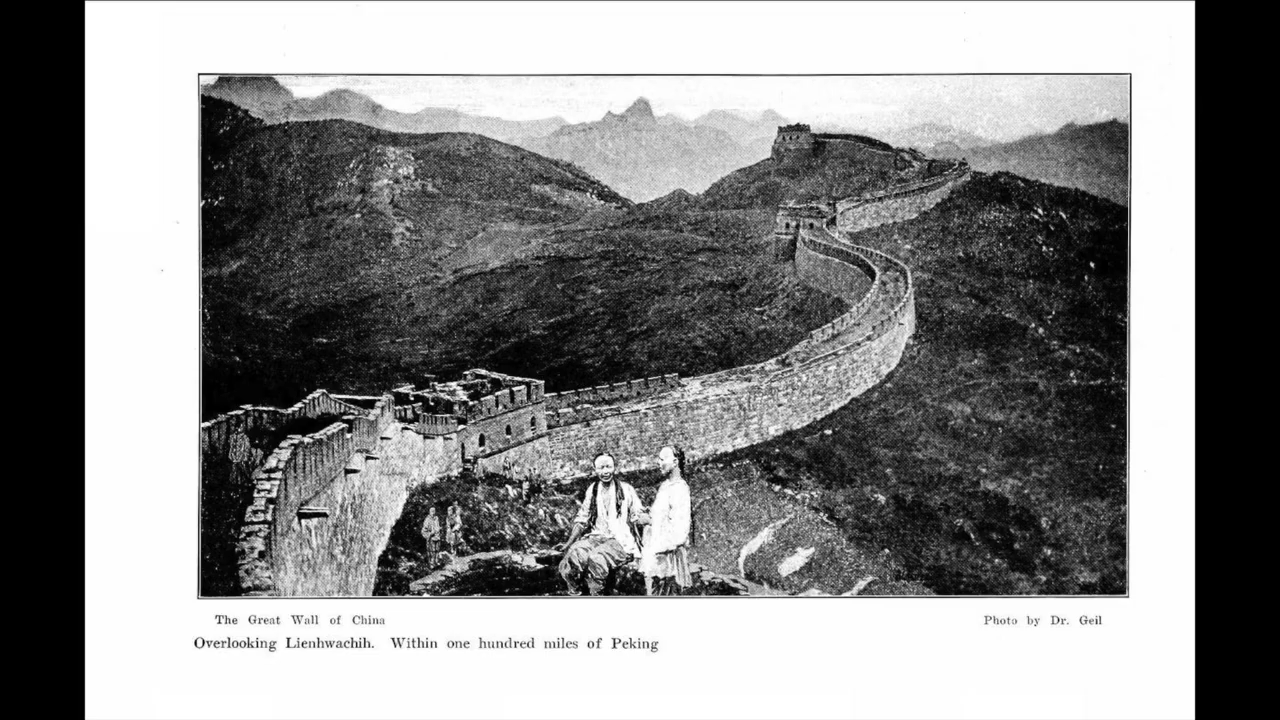 The Great Wall of China
Photo by Dr. Geil
Overlooking Lienhwachih. Within one hundred miles of Peking